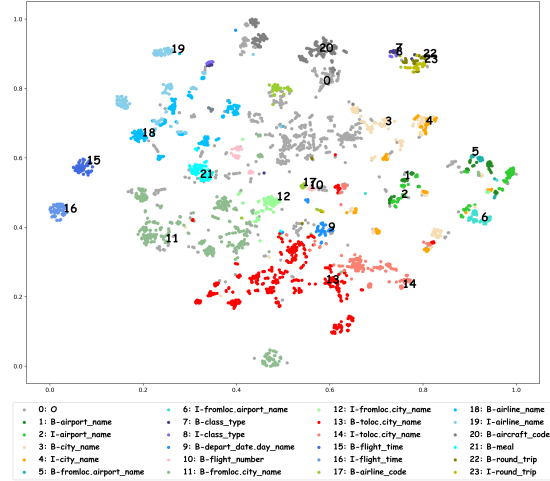 1.0
0.8
0.6
0.4
0.2
0.0
0.0 0.2 0.4 0.6 0.8 1.0
19
20
7
8
22
23
0
3
4
18
15
21
5
1
17
10
2
12
16
6
9
11
13
14
0: O
1: B-airport_name
2: I-airport_name
3: B-city_name
4: I-city_name
5: B-fromloc.airport_name
6: I-fromloc.airport_name
7: B-class_type
8: I-class_type
9: B-depart_date.day_name
10: B-flight_number
11: B-fromloc.city_name
12: I-fromloc.city_name
13: B-toloc.city_name
14: I-toloc.city_name
15: B-flight_time
16: I-flight_time
17: B-airline_code
18: B-airline_name
19: I-airline_name
20: B-aircraft_code
21: B-meal
22: B-round_trip
23: I-round_trip